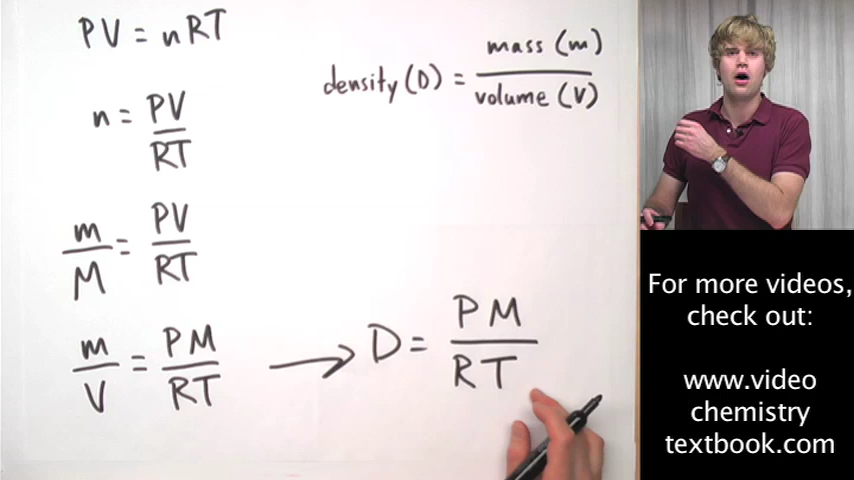 PV = nRT
density (D) = mass (m) / volume (V)
n = PV / RT
m / M = PV / RT
m / V = PM / RT → D = PM / RT
For more videos,
check out:
www.video
chemistry
textbook.com